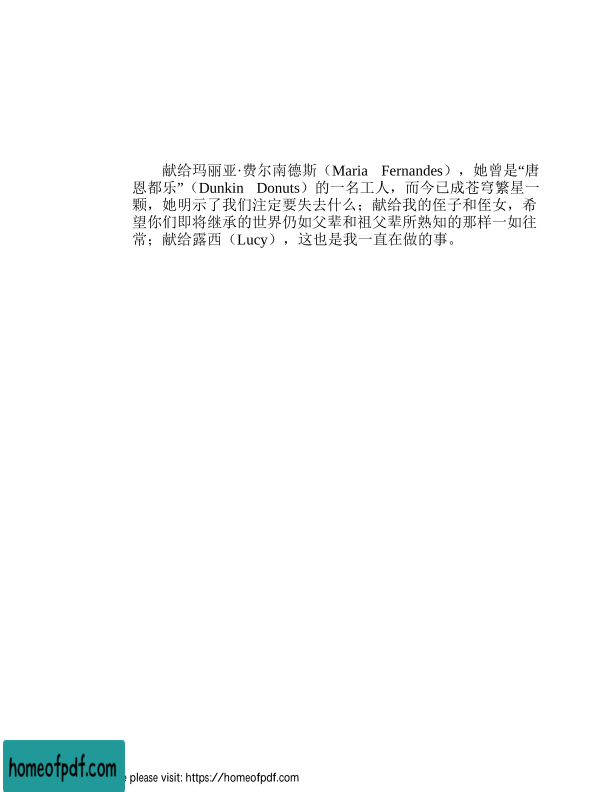 献给玛丽亚·费尔南德斯（Maria Fernandes），她曾是“唐
恩都乐”（Dunkin Donuts）的一名工人，而今已成苍穹繁星一
颗，她明示了我们注定要失去什么；献给我的侄子和侄女，希
望你们即将继承的世界仍如父辈和祖父辈所熟知的那样一如往
常；献给露西（Lucy），这也是我一直在做的事。
homeofpdf.com
please visit: https://homeofpdf.com